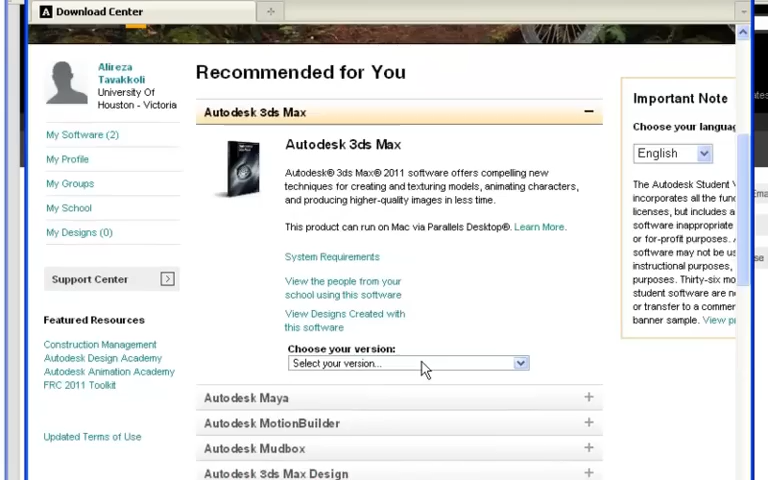 A Download Center
Alireza
Tavakkoli
University Of
Houston - Victoria
My Software (2)
My Profile
My Groups
My School
My Designs (0)
Support Center
Featured Resources
Construction Management
Autodesk Design Academy
Autodesk Animation Academy
FRC 2011 Toolkit
Updated Terms of Use
Recommended for You
Autodesk 3ds Max
Autodesk 3ds Max
Autodesk® 3ds Max® 2011 software offers compelling new
techniques for creating and texturing models, animating characters,
and producing higher-quality images in less time.
This product can run on Mac via Parallels Desktop®. Learn More.
System Requirements
View the people from your
school using this software
View Designs Created with
this software
Choose your version:
Select your version...
Autodesk Maya
Autodesk MotionBuilder
Autodesk Mudbox
Autodesk 3ds Max Design
Important Note
Choose your languag
English
The Autodesk Student V
incorporates all the func
licenses, but includes a
software inappropriate
or for-profit purposes. A
software may not be us
instructional purposes,
purposes. Thirty-six mo
student software are no
or transfer to a commer
banner sample. View p